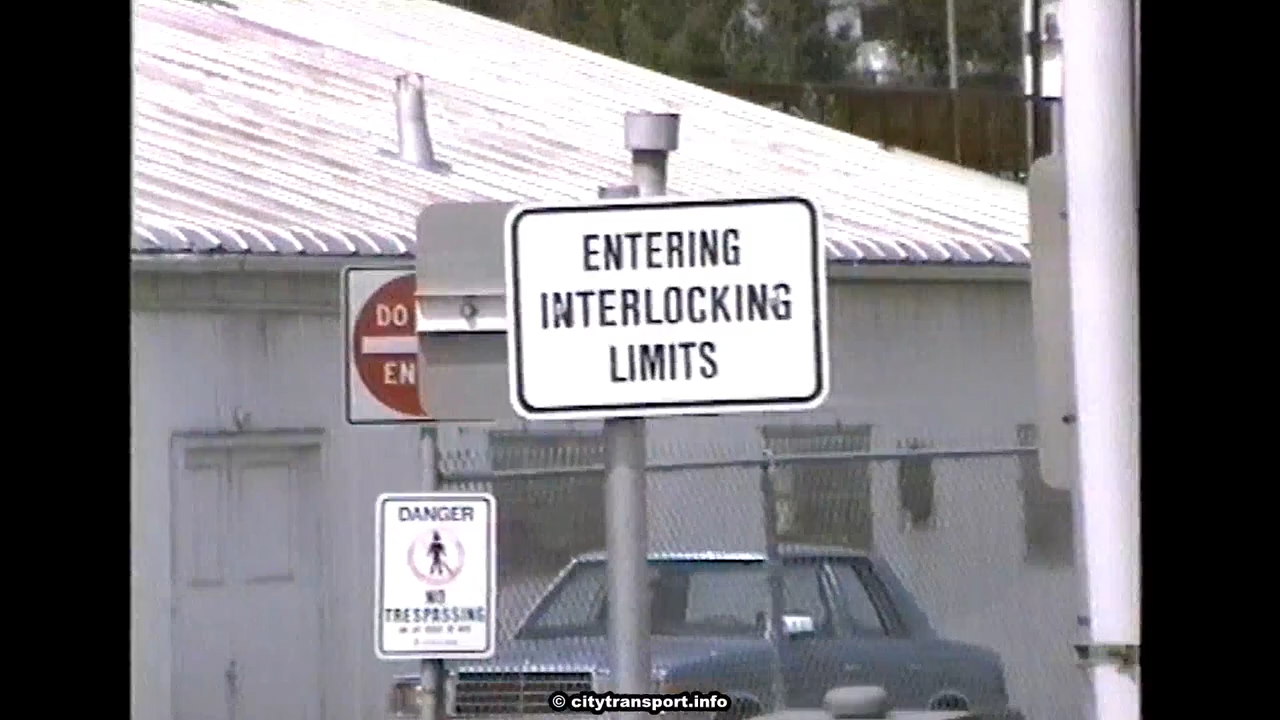 ENTERING
INTERLOCKING
LIMITS
DO
EN
DANGER
NO
TRESPASSING
© citytransport.info